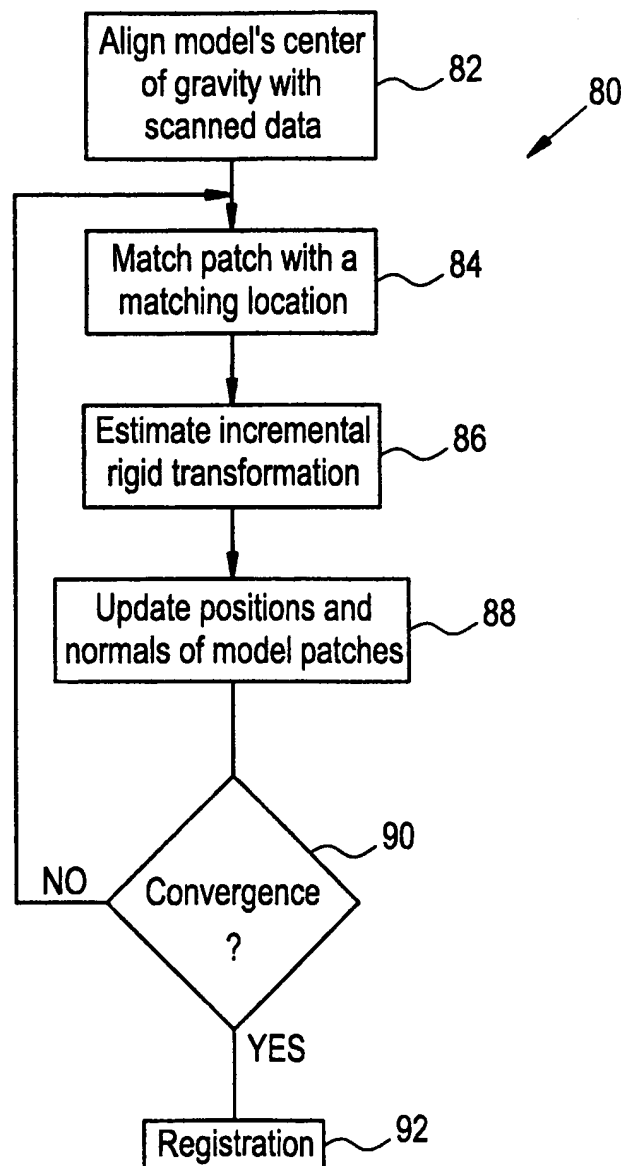 Align model's center
of gravity with
scanned data
82
80
Match patch with a
matching location
84
Estimate incremental
rigid transformation
86
Update positions and
normals of model patches
88
90
NO
Convergence
?
YES
Registration
92